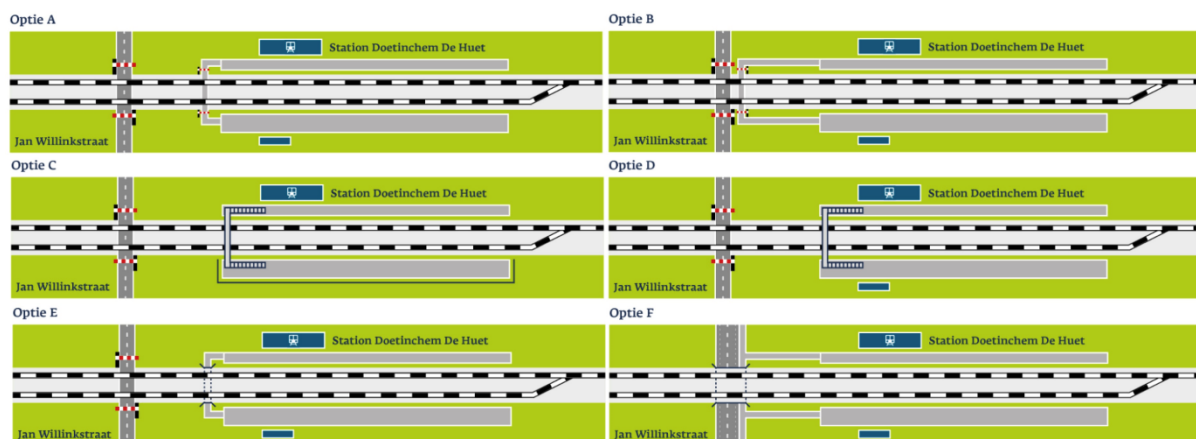 Optie A
Station Doetinchem De Huet
Jan Willinkstraat
Optie B
Station Doetinchem De Huet
Jan Willinkstraat
Optie C
Station Doetinchem De Huet
Jan Willinkstraat
Optie D
Station Doetinchem De Huet
Jan Willinkstraat
Optie E
Station Doetinchem De Huet
Jan Willinkstraat
Optie F
Station Doetinchem De Huet
Jan Willinkstraat